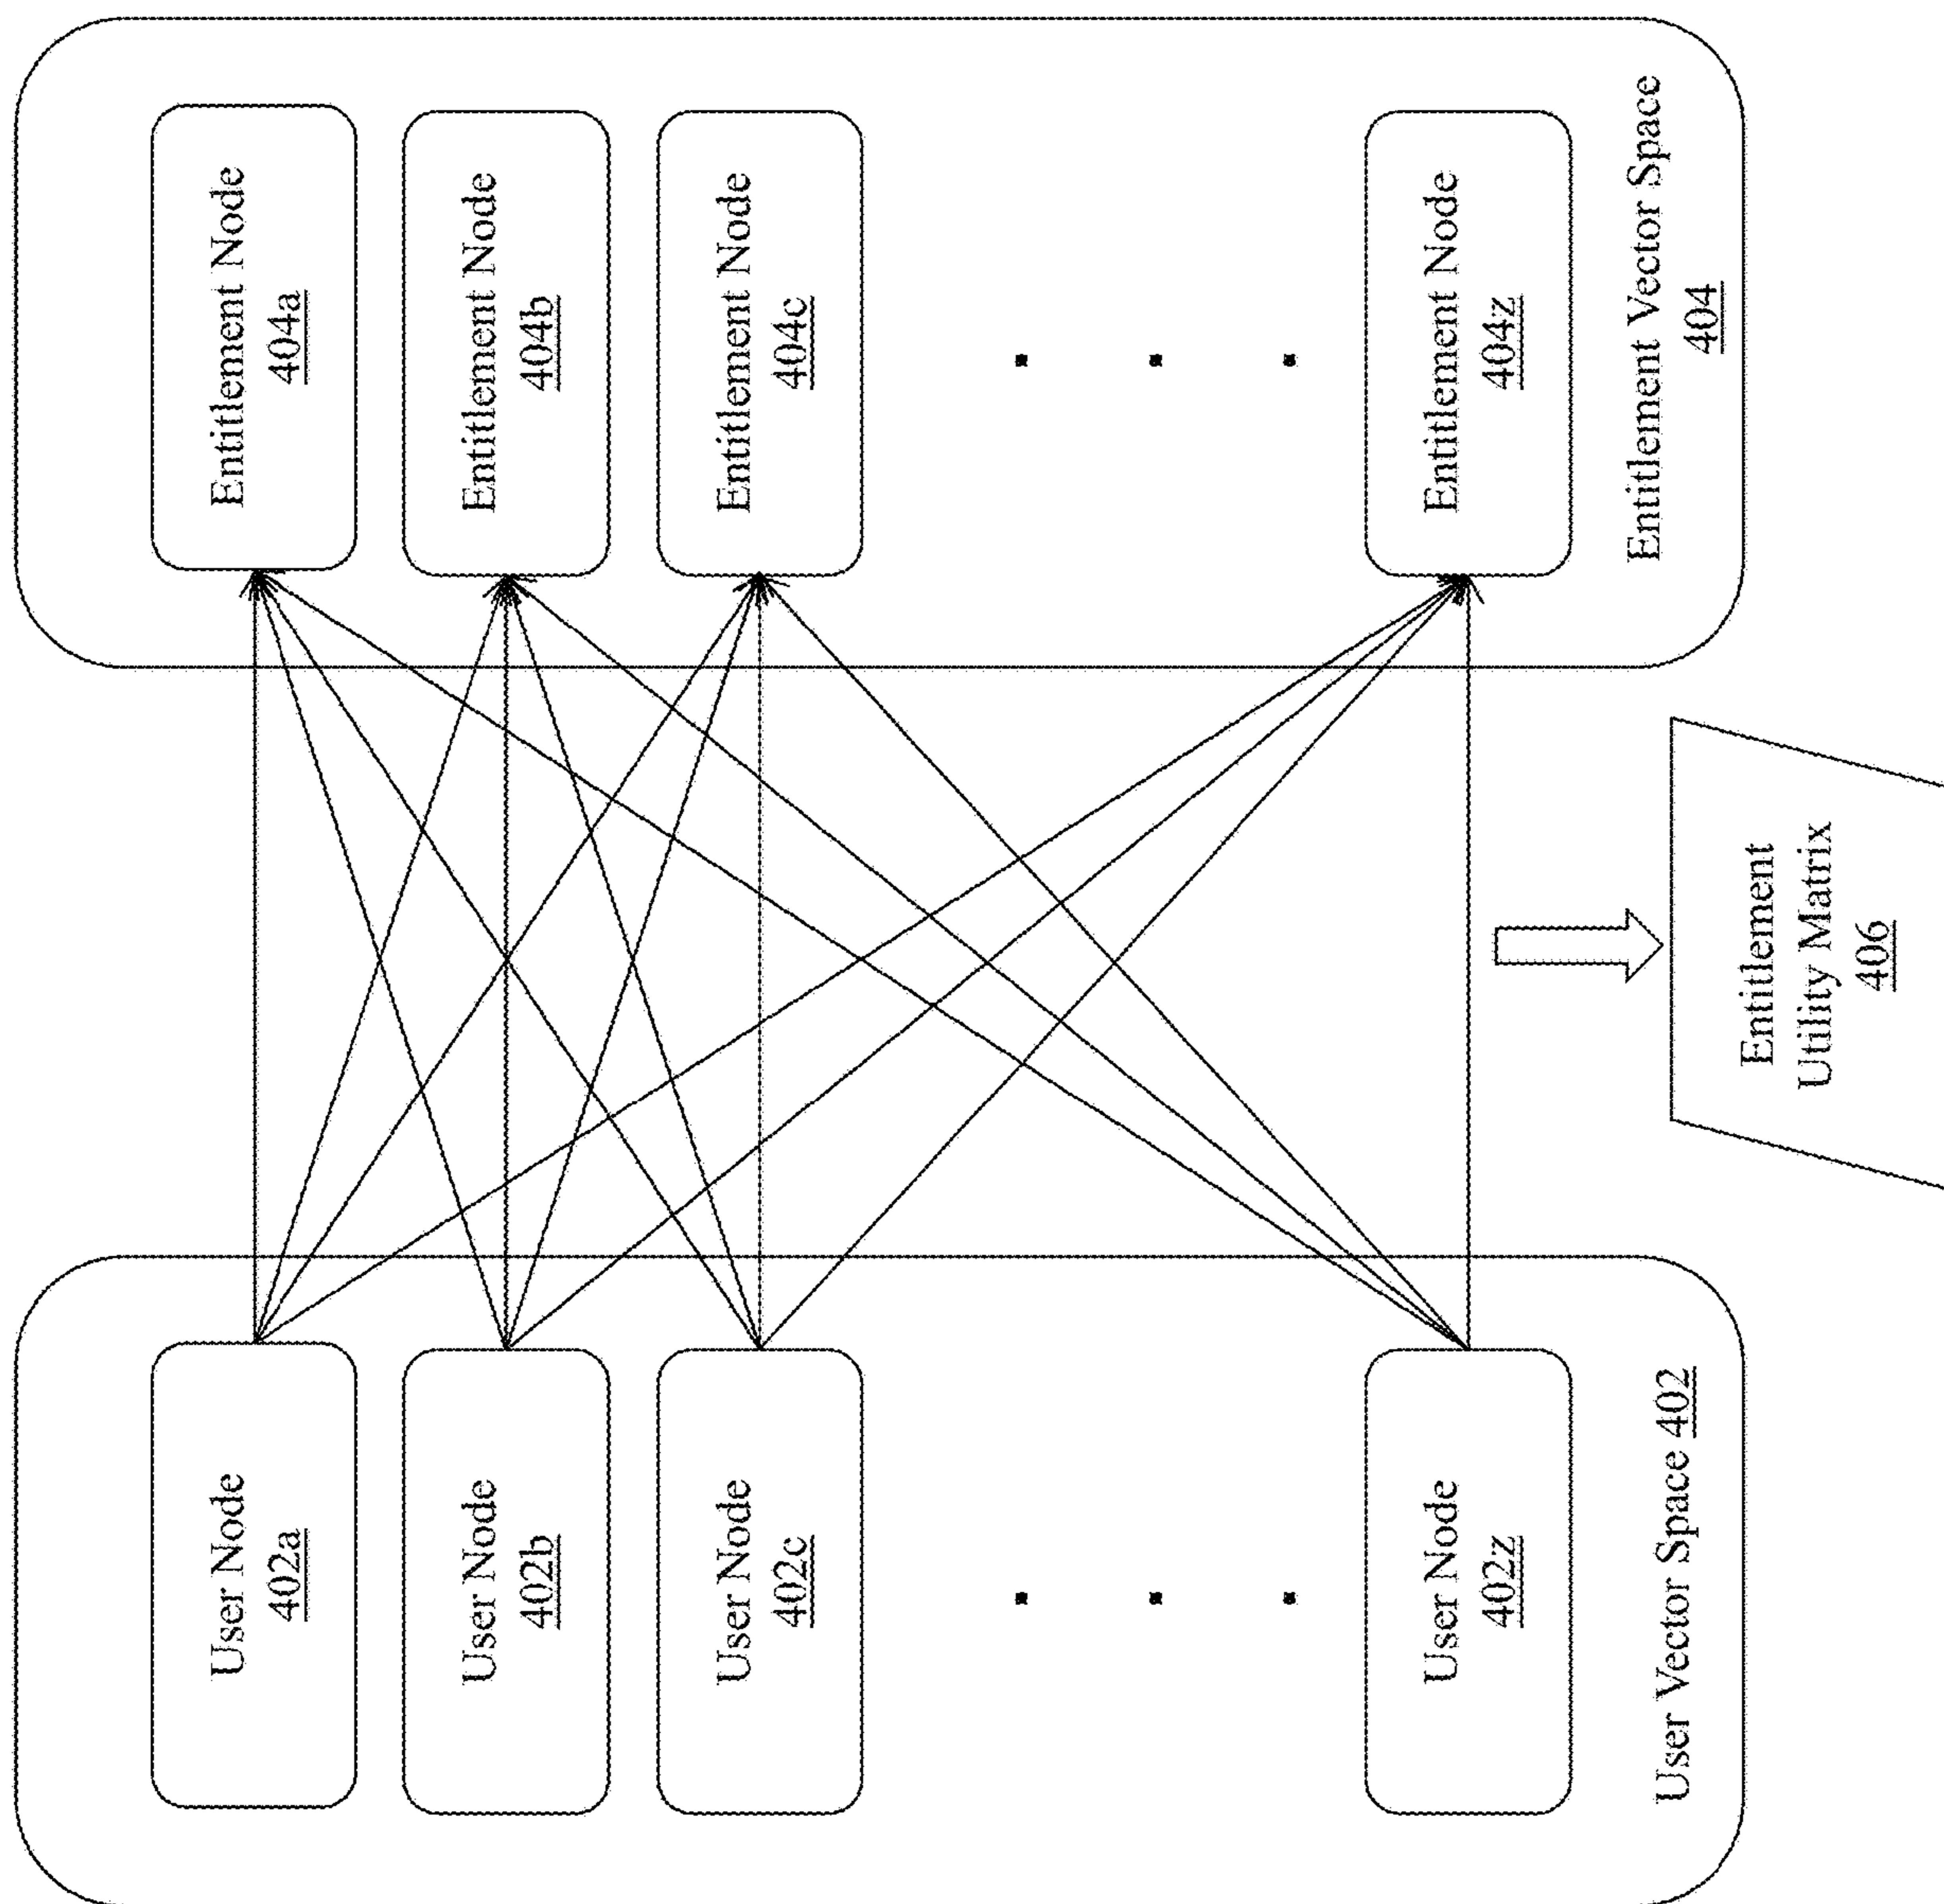 User Node
402a
User Node
402b
User Node
402c
User Node
402z
User Vector Space 402
Entitlement Node
404a
Entitlement Node
404b
Entitlement Node
404c
Entitlement Node
404z
Entitlement Vector Space
404
Entitlement
Utility Matrix
406